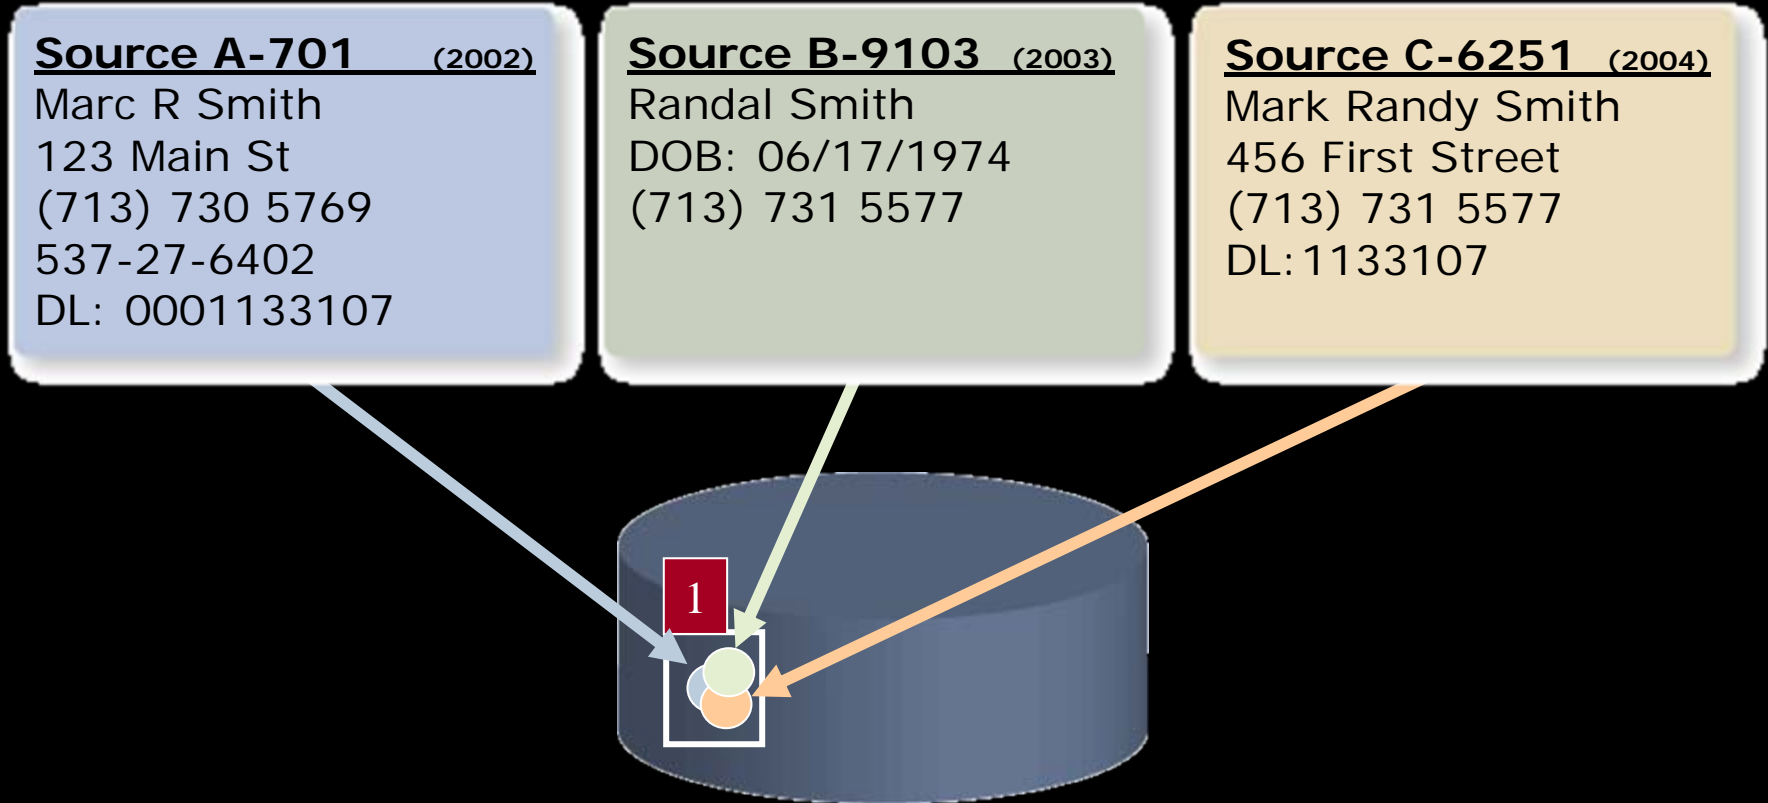 Source A-701 (2002)
Marc R Smith
123 Main St
(713) 730 5769
537-27-6402
DL: 0001133107
Source B-9103 (2003)
Randal Smith
DOB: 06/17/1974
(713) 731 5577
Source C-6251 (2004)
Mark Randy Smith
456 First Street
(713) 731 5577
DL:1133107
1